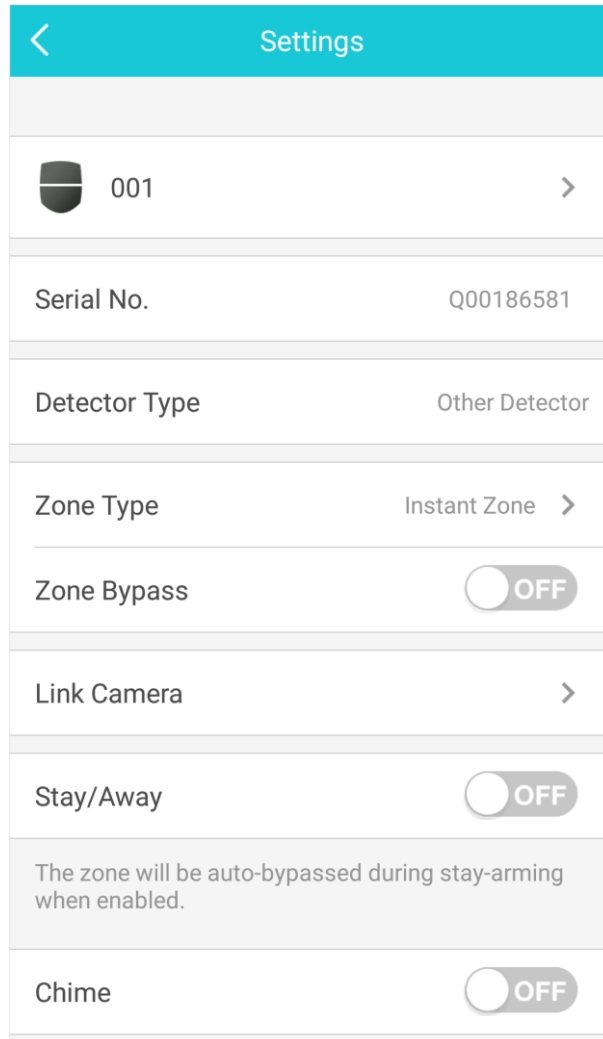 Settings
001
Serial No. Q00186581
Detector Type Other Detector
Zone Type Instant Zone
Zone Bypass OFF
Link Camera
Stay/Away OFF
The zone will be auto-bypassed during stay-arming
when enabled.
Chime OFF